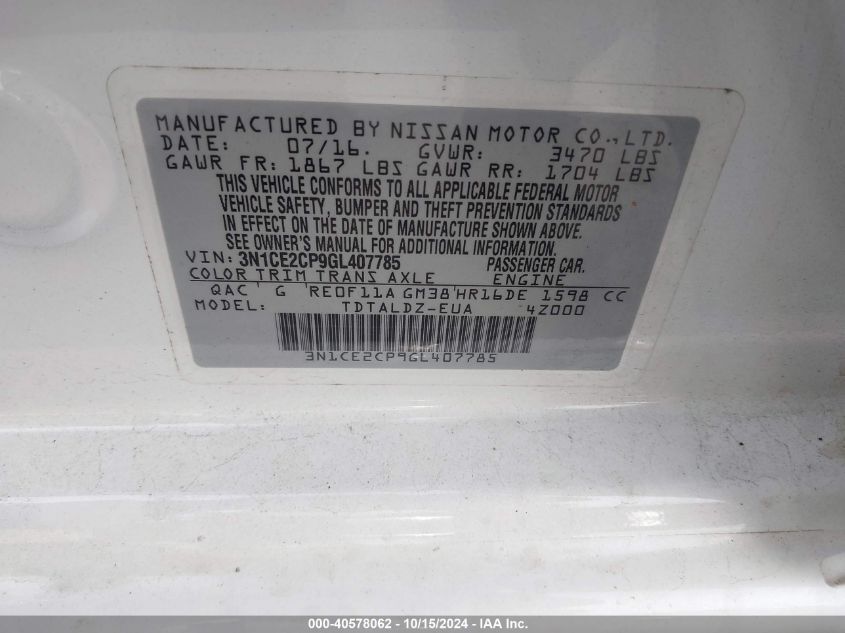 MANUFACTURED BY NISSAN MOTOR CO., LTD.
DATE: 07/16. GVWR: 3470 LBS
GAWR FR: 1867 LBS GAWR RR: 1704 LBS
THIS VEHICLE CONFORMS TO ALL APPLICABLE FEDERAL MOTOR
VEHICLE SAFETY, BUMPER AND THEFT PREVENTION STANDARDS
IN EFFECT ON THE DATE OF MANUFACTURE SHOWN ABOVE.
SEE OWNER'S MANUAL FOR ADDITIONAL INFORMATION.
VIN: 3N1CE2CP9GL407785 PASSENGER CAR.
COLOR TRIM TRANS AXLE ENGINE
QAC G RE0F11A GM38 HR16DE 1598 CC
MODEL: TDTALDZ-EUA 4Z000
3N1CE2CP9GL407785
000-40578062 - 10/15/2024 - IAA Inc.